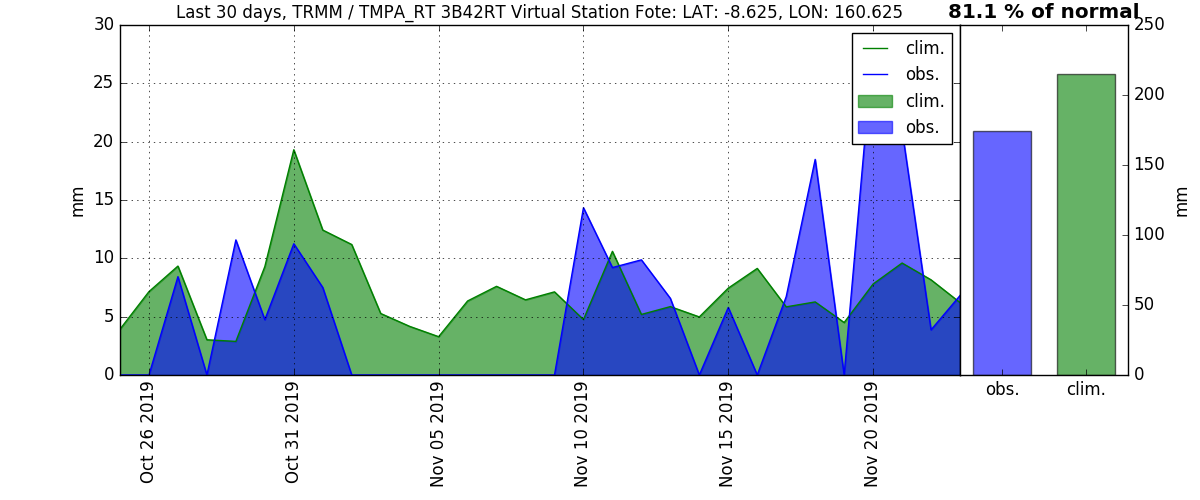 Last 30 days, TRMM / TMPA_RT 3B42RT Virtual Station Fote: LAT: -8.625, LON: 160.625
81.1 % of normal
30
25
20
15
10
5
0
mm
clim.
obs.
clim.
obs.
250
200
150
100
50
0
mm
obs.
clim.
Oct 26 2019
Oct 31 2019
Nov 05 2019
Nov 10 2019
Nov 15 2019
Nov 20 2019